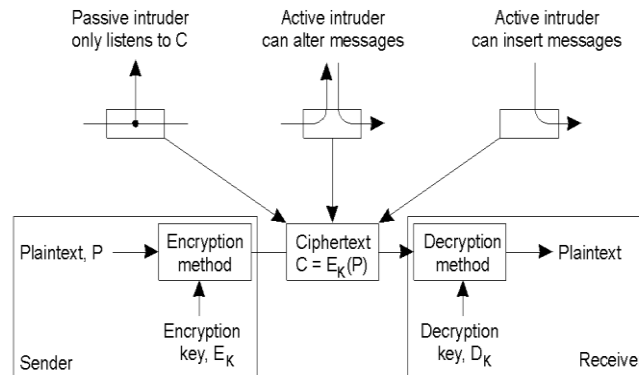 Passive intruder
only listens to C
Active intruder
can alter messages
Active intruder
can insert messages
Plaintext, P
Encryption
method
Ciphertext
C = E_K(P)
Decryption
method
Plaintext
Encryption
key, E_K
Decryption
key, D_K
Sender
Receive